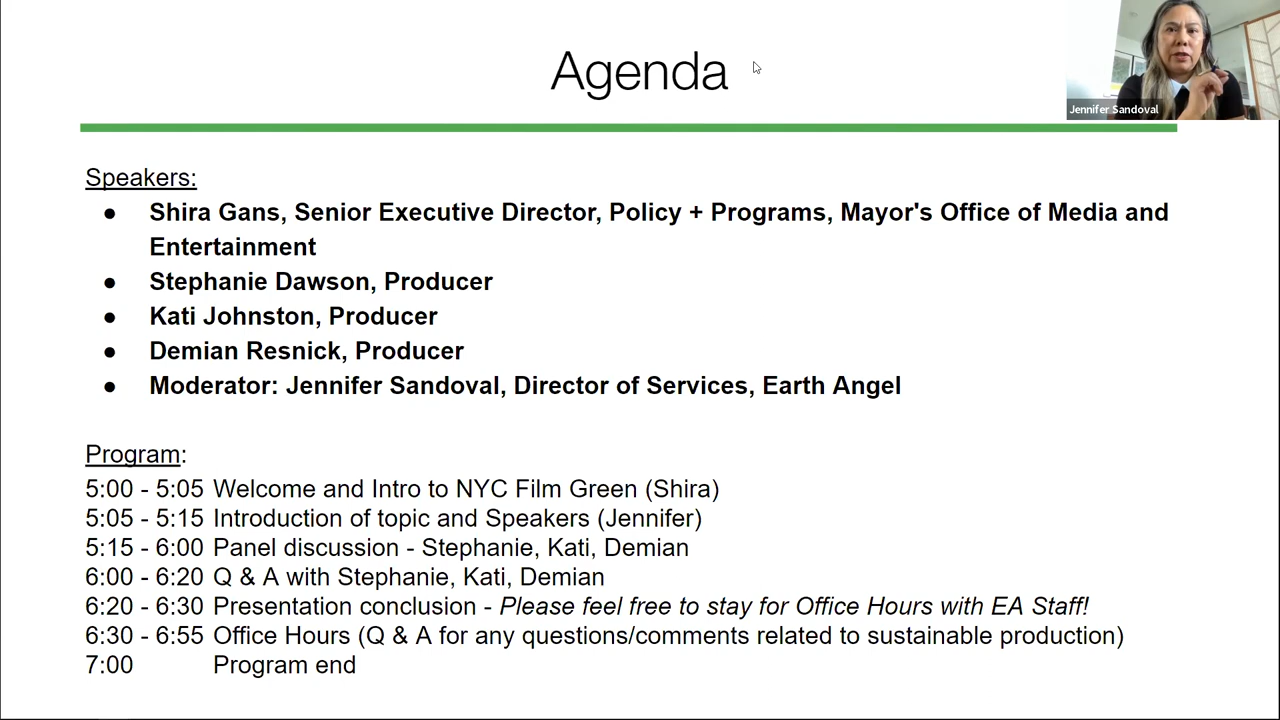 Agenda
Jennifer Sandoval
Speakers:
● Shira Gans, Senior Executive Director, Policy + Programs, Mayor's Office of Media and
Entertainment
● Stephanie Dawson, Producer
● Kati Johnston, Producer
● Demian Resnick, Producer
● Moderator: Jennifer Sandoval, Director of Services, Earth Angel
Program:
5:00 - 5:05 Welcome and Intro to NYC Film Green (Shira)
5:05 - 5:15 Introduction of topic and Speakers (Jennifer)
5:15 - 6:00 Panel discussion - Stephanie, Kati, Demian
6:00 - 6:20 Q & A with Stephanie, Kati, Demian
6:20 - 6:30 Presentation conclusion - Please feel free to stay for Office Hours with EA Staff!
6:30 - 6:55 Office Hours (Q & A for any questions/comments related to sustainable production)
7:00 Program end